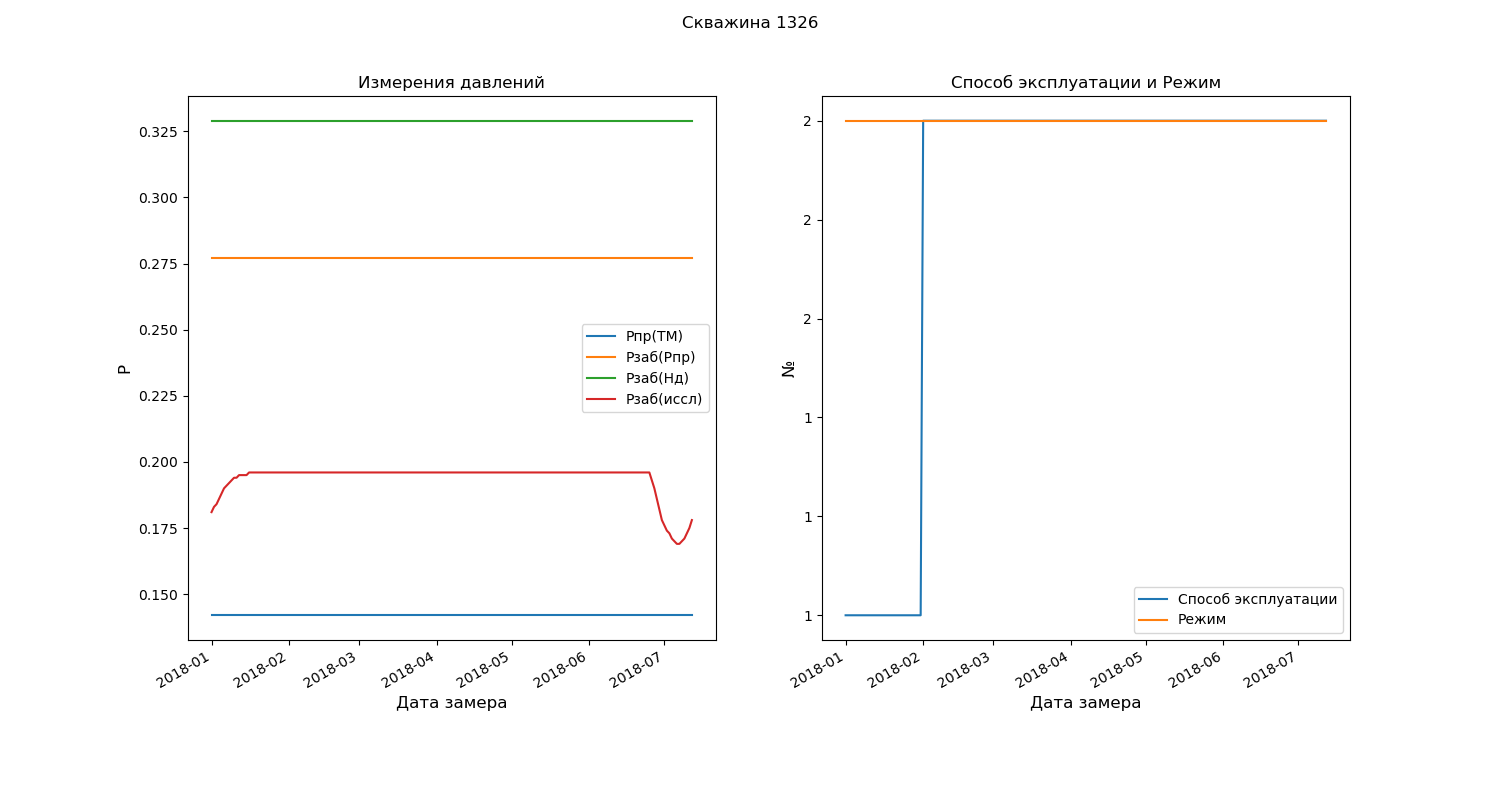 Скважина 1326
Измерения давлений
0.325
0.300
0.275
0.250
0.225
0.200
0.175
0.150
P
Pпр(ТМ)
Pзаб(Pпр)
Pзаб(Нд)
Pзаб(иссл)
2018-01
2018-02
2018-03
2018-04
2018-05
2018-06
2018-07
Дата замера
Способ эксплуатации и Режим
2
2
2
1
1
1
№
Способ эксплуатации
Режим
2018-01
2018-02
2018-03
2018-04
2018-05
2018-06
2018-07
Дата замера